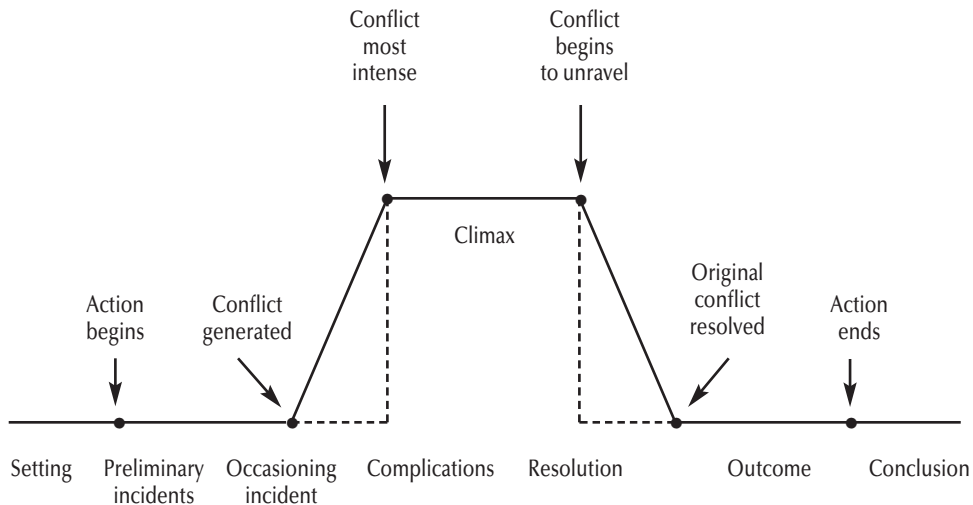 Conflict
most
intense
Conflict
begins
to unravel
Climax
Action
begins
Conflict
generated
Original
conflict
resolved
Action
ends
Setting
Preliminary
incidents
Occasioning
incident
Complications
Resolution
Outcome
Conclusion